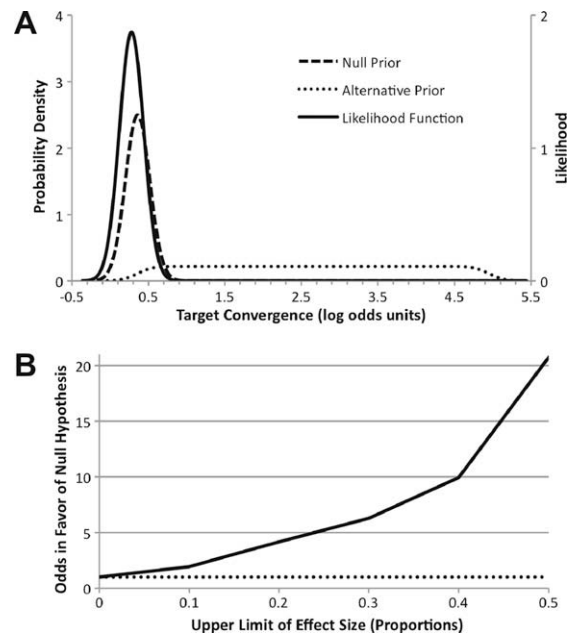 A
4
3
2
1
0
Probability Density
Null Prior
Alternative Prior
Likelihood Function
2
1
0
Likelihood
-0.5 0.5 1.5 2.5 3.5 4.5 5.5
Target Convergence (log odds units)
B
20
15
10
5
0
Odds in Favor of Null Hypothesis
0 0.1 0.2 0.3 0.4 0.5
Upper Limit of Effect Size (Proportions)